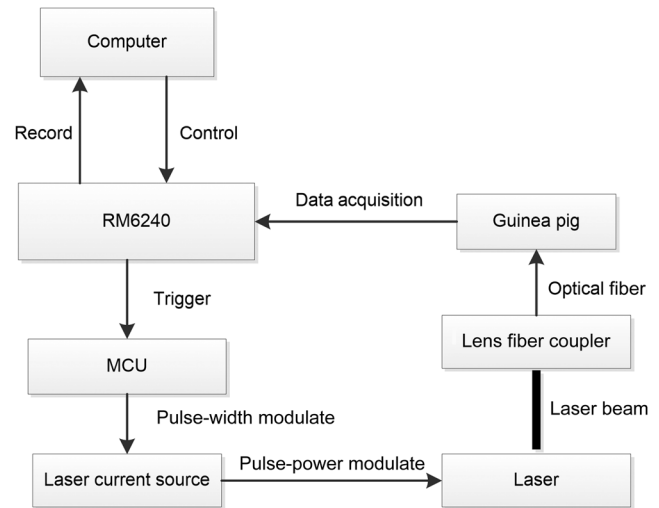 Computer
Record
Control
RM6240
Data acquisition
Guinea pig
Trigger
Optical fiber
MCU
Lens fiber coupler
Pulse-width modulate
Laser beam
Laser current source
Pulse-power modulate
Laser